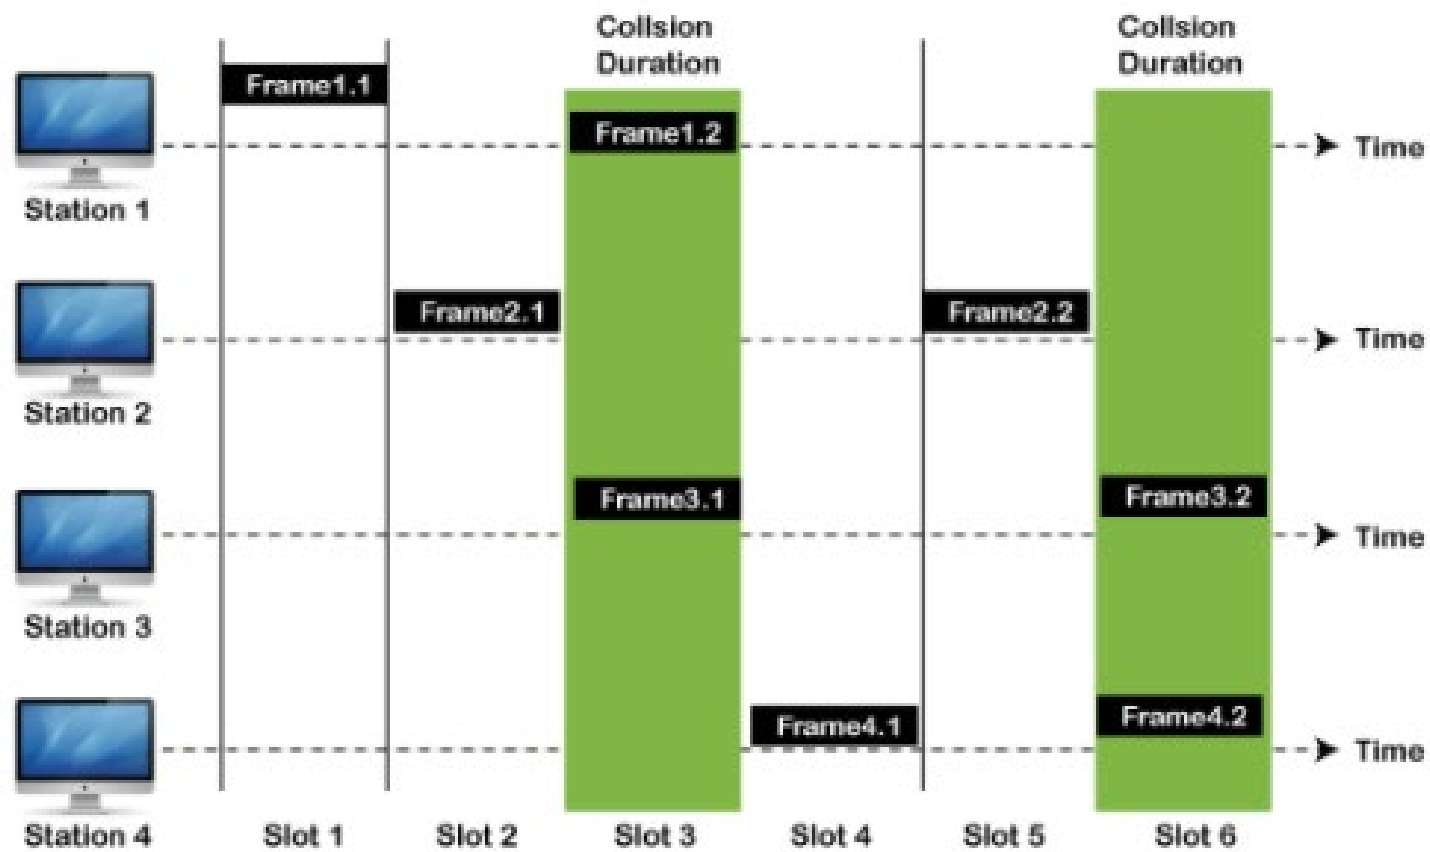 Collsion
Duration
Collsion
Duration
Frame1.1
Frame1.2
Time
Station 1
Frame2.1
Frame2.2
Time
Station 2
Frame3.1
Frame3.2
Time
Station 3
Frame4.1
Frame4.2
Time
Station 4
Slot 1
Slot 2
Slot 3
Slot 4
Slot 5
Slot 6